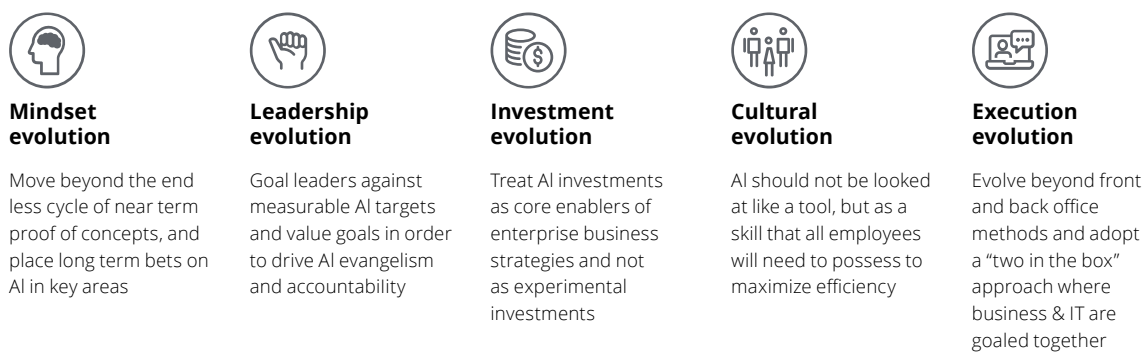 Mindset
evolution
Move beyond the end
less cycle of near term
proof of concepts, and
place long term bets on
AI in key areas
Leadership
evolution
Goal leaders against
measurable AI targets
and value goals in order
to drive AI evangelism
and accountability
Investment
evolution
Treat AI investments
as core enablers of
enterprise business
strategies and not
as experimental
investments
Cultural
evolution
AI should not be looked
at like a tool, but as a
skill that all employees
will need to possess to
maximize efficiency
Execution
evolution
Evolve beyond front
and back office
methods and adopt
a “two in the box”
approach where
business & IT are
goaled together